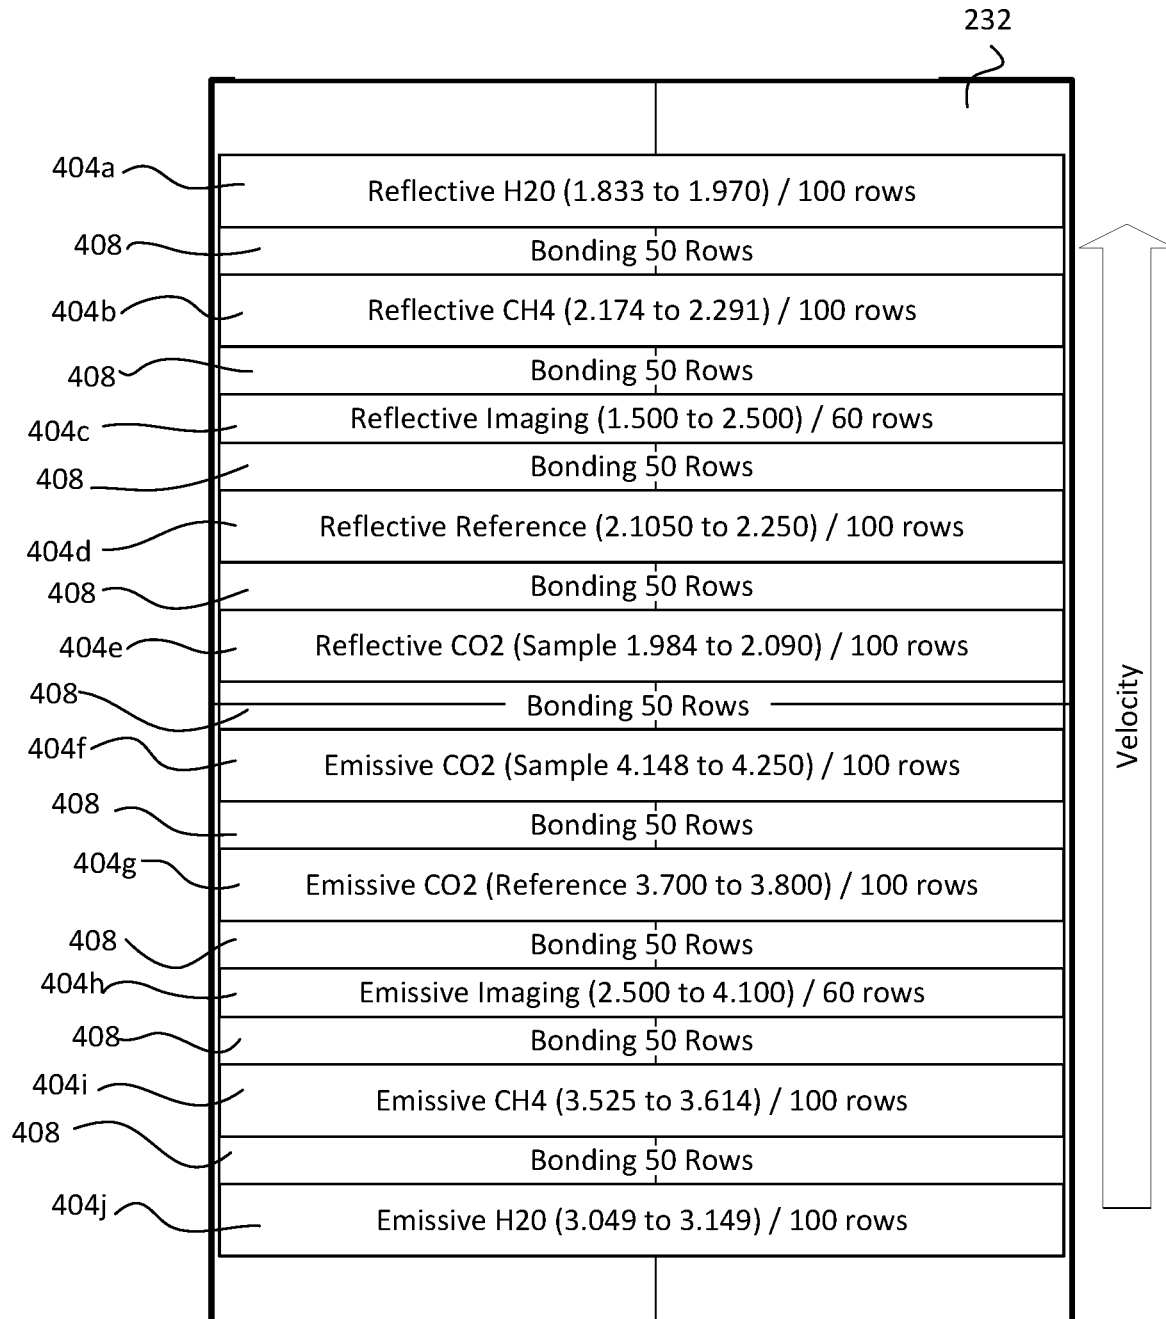 232
404a
Reflective H20 (1.833 to 1.970) / 100 rows
408
Bonding 50 Rows
404b
Reflective CH4 (2.174 to 2.291) / 100 rows
408
Bonding 50 Rows
404c
Reflective Imaging (1.500 to 2.500) / 60 rows
408
Bonding 50 Rows
404d
Reflective Reference (2.1050 to 2.250) / 100 rows
408
Bonding 50 Rows
404e
Reflective CO2 (Sample 1.984 to 2.090) / 100 rows
408
Bonding 50 Rows
404f
Emissive CO2 (Sample 4.148 to 4.250) / 100 rows
408
Bonding 50 Rows
404g
Emissive CO2 (Reference 3.700 to 3.800) / 100 rows
408
Bonding 50 Rows
404h
Emissive Imaging (2.500 to 4.100) / 60 rows
408
Bonding 50 Rows
404i
Emissive CH4 (3.525 to 3.614) / 100 rows
408
Bonding 50 Rows
404j
Emissive H20 (3.049 to 3.149) / 100 rows
Velocity